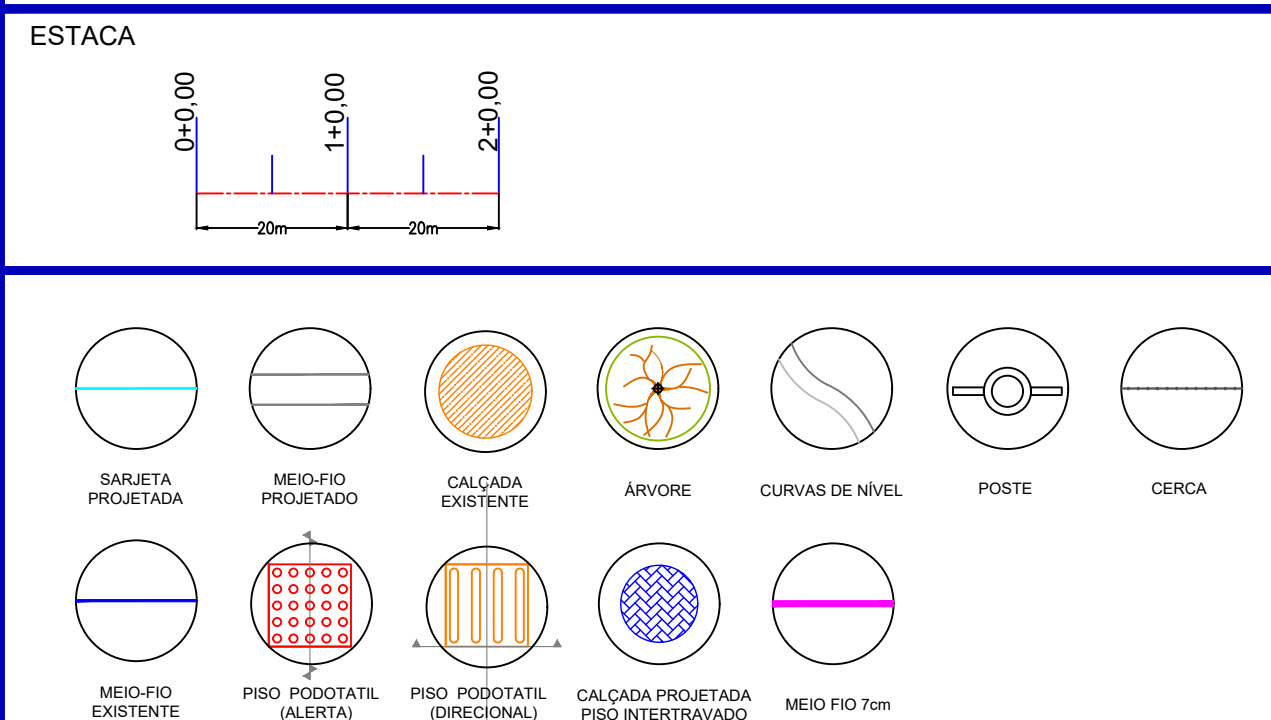 ESTACA
0+0,00
1+0,00
2+0,00
20m
20m
SARJETA
PROJETADA
MEIO-FIO
PROJETADO
CALÇADA
EXISTENTE
ÁRVORE
CURVAS DE NÍVEL
POSTE
CERCA
MEIO-FIO
EXISTENTE
PISO PODOTATIL
(ALERTA)
PISO PODOTATIL
(DIRECIONAL)
CALÇADA PROJETADA
PISO INTERTRAVADO
MEIO FIO 7cm